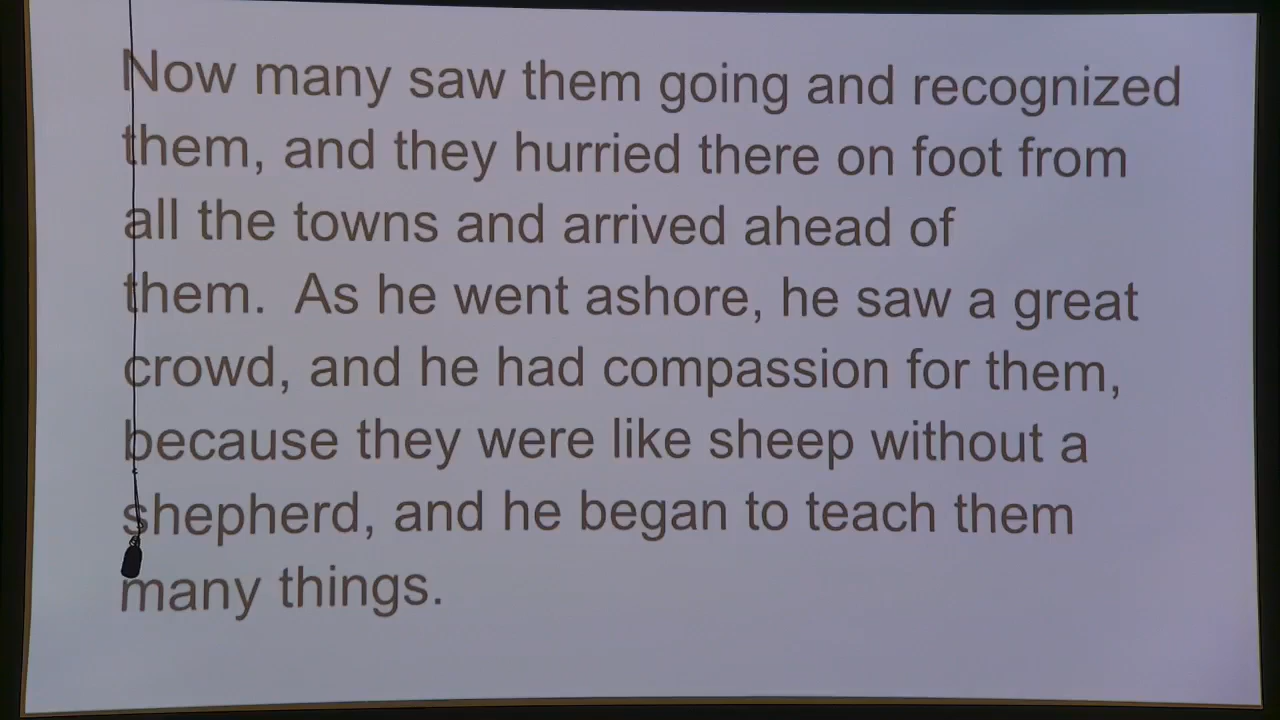 Now many saw them going and recognized
them, and they hurried there on foot from
all the towns and arrived ahead of
them.  As he went ashore, he saw a great
crowd, and he had compassion for them,
because they were like sheep without a
shepherd, and he began to teach them
many things.